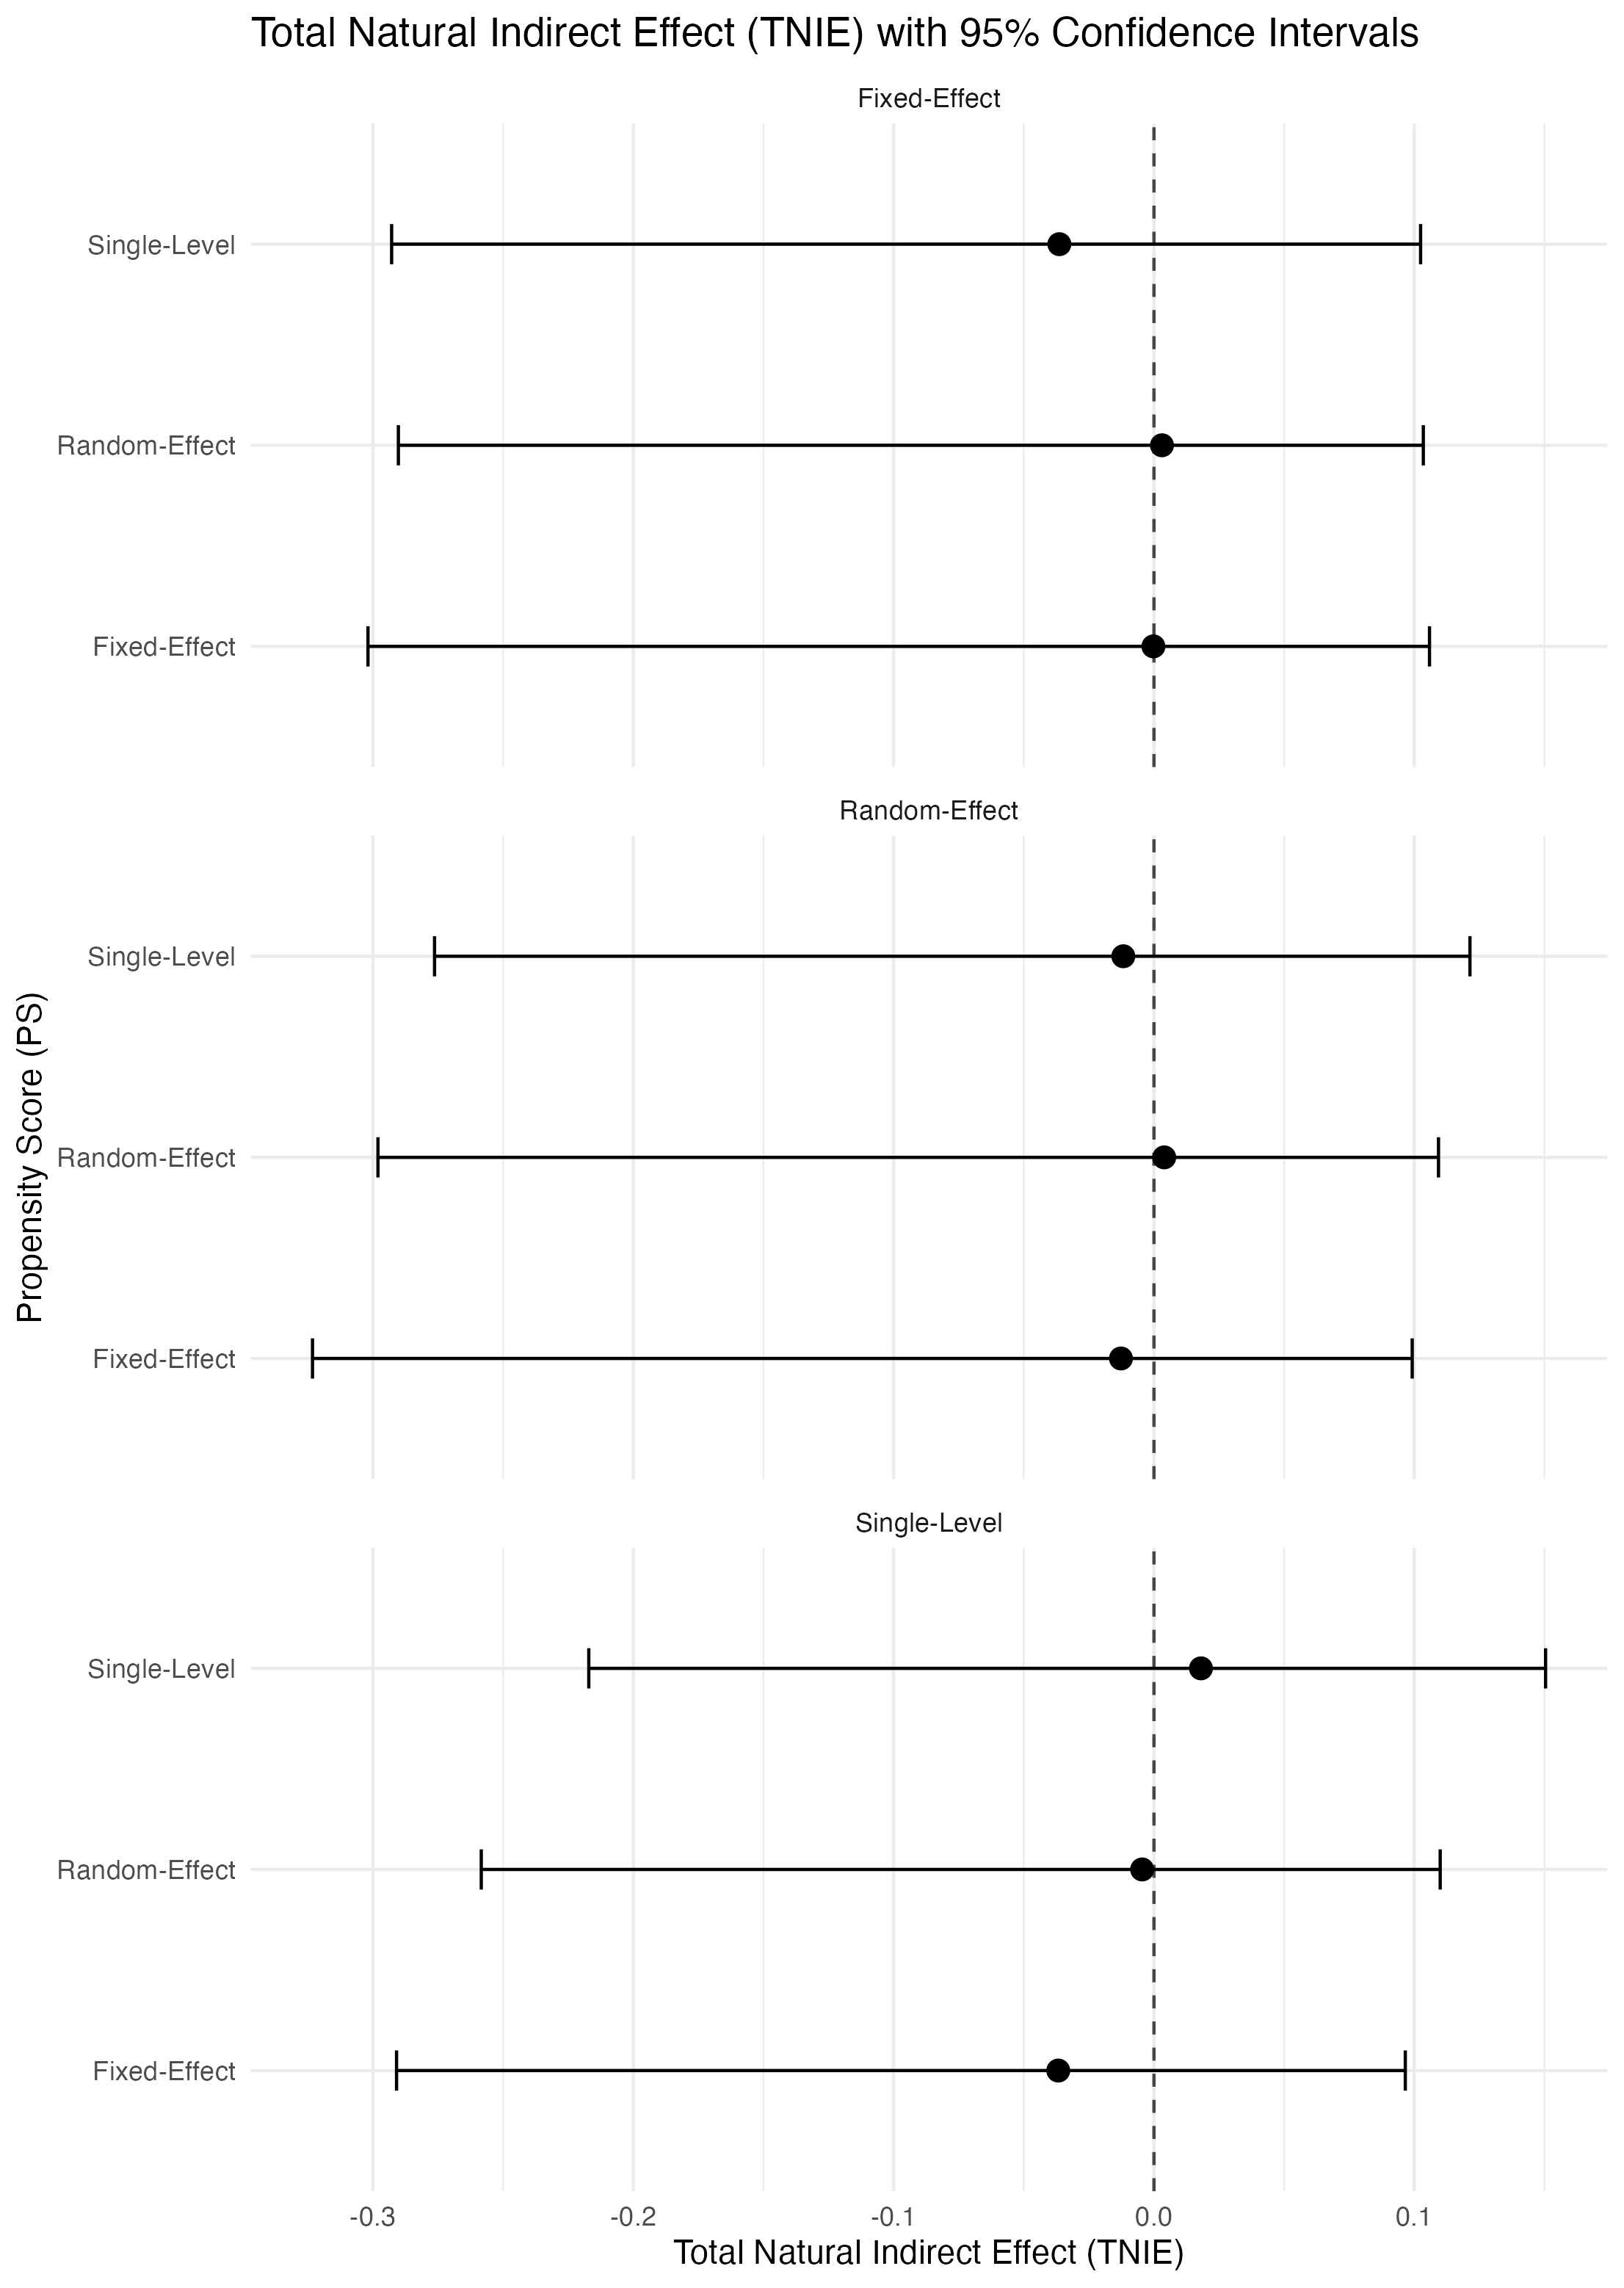 Total Natural Indirect Effect (TNIE) with 95% Confidence Intervals
Fixed-Effect
Single-Level
Random-Effect
Fixed-Effect
Random-Effect
Single-Level
Random-Effect
Fixed-Effect
Single-Level
Single-Level
Random-Effect
Fixed-Effect
Propensity Score (PS)
-0.3 -0.2 -0.1 0.0 0.1
Total Natural Indirect Effect (TNIE)